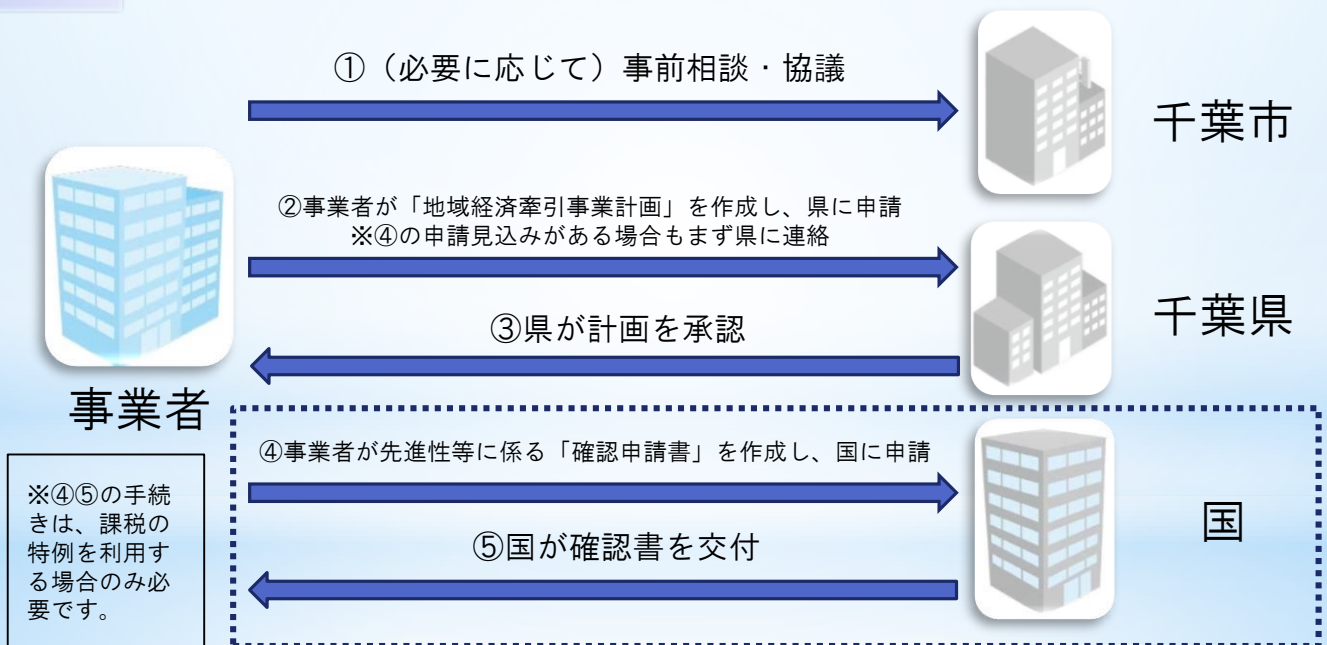 ①（必要に応じて）事前相談・協議
千葉市
②事業者が「地域経済牽引事業計画」を作成し、県に申請
※④の申請見込みがある場合もまず県に連絡
③県が計画を承認
千葉県
事業者
④事業者が先進性等に係る「確認申請書」を作成し、国に申請
⑤国が確認書を交付
国
※④⑤の手続
きは、課税の
特例を利用す
る場合のみ必
要です。